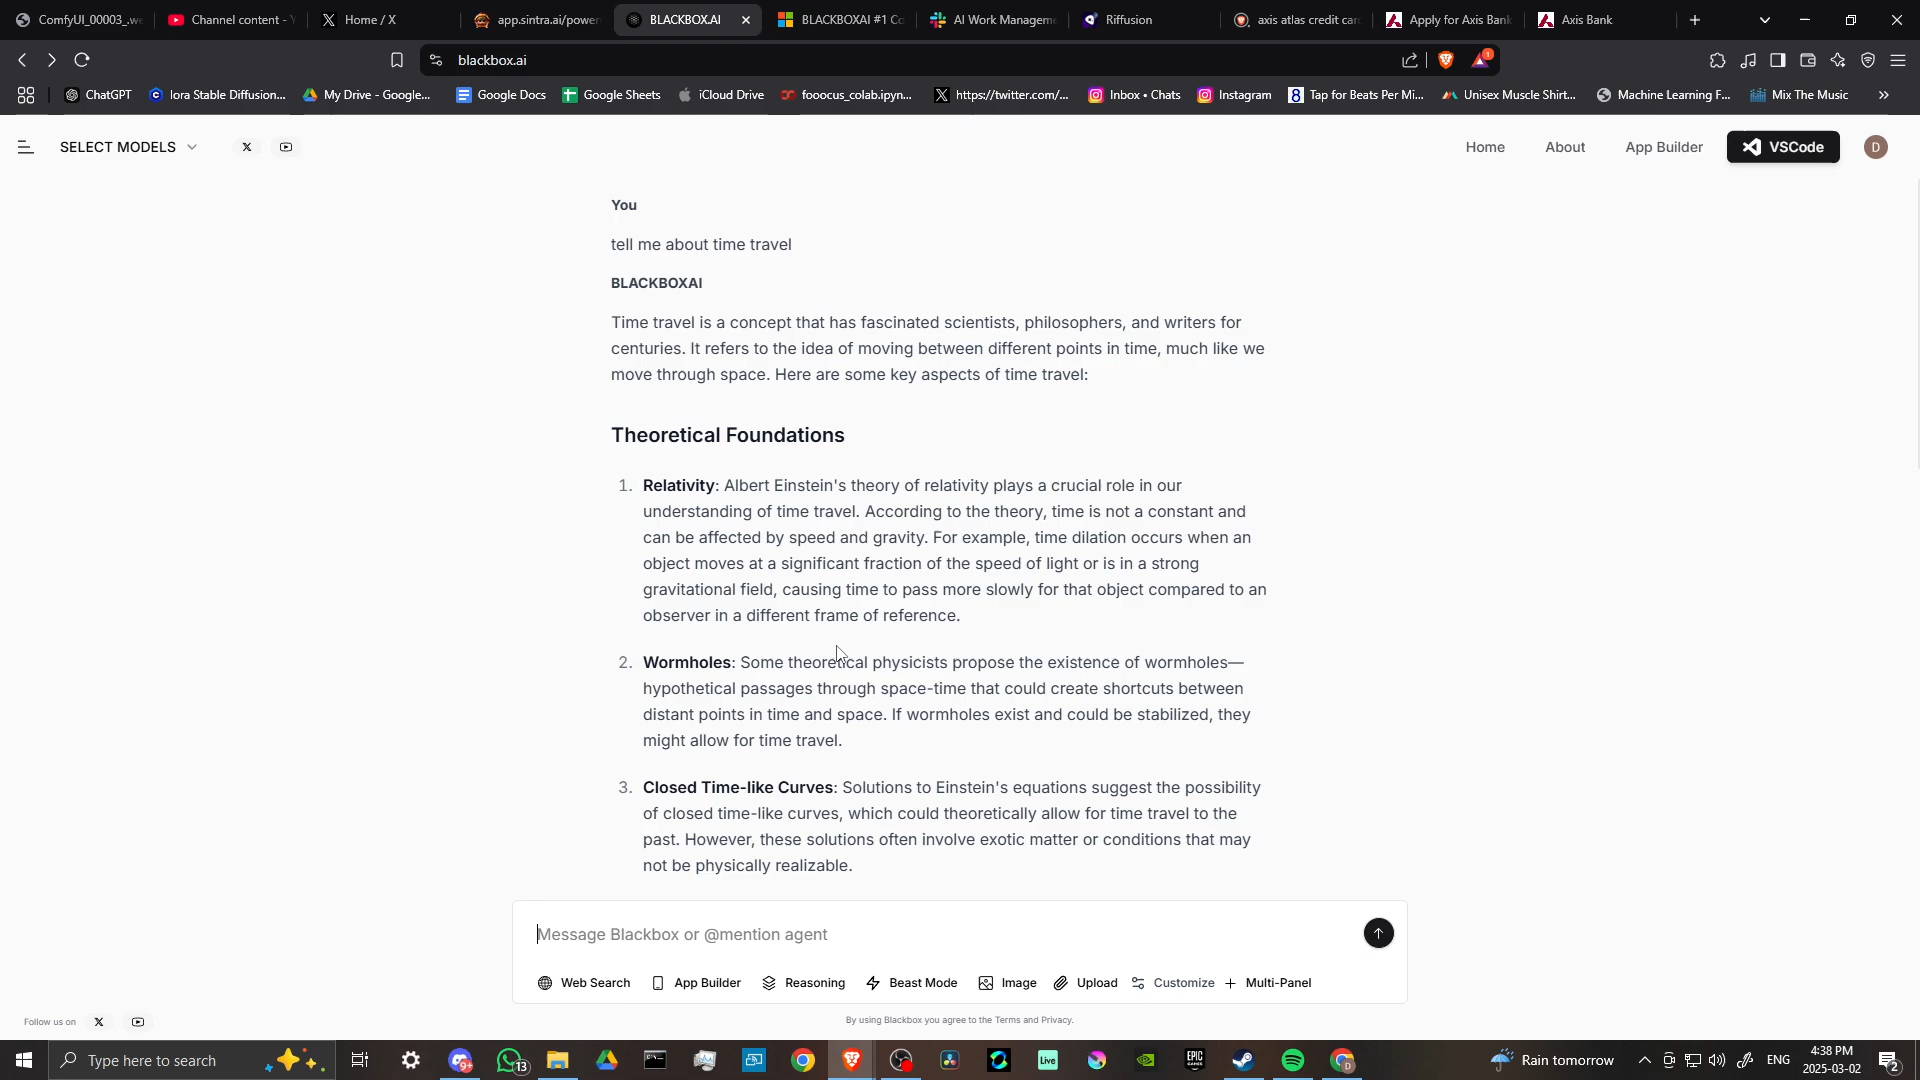 ComfyUI_00003_.we
Channel content - Y
Home / X
app.sintra.ai/power
BLACKBOX.AI
BLACKBOXAI #1 Co
AI Work Manageme
Riffusion
axis atlas credit car
Apply for Axis Bank
Axis Bank
blackbox.ai
1
ChatGPT
lora Stable Diffusion...
My Drive - Google...
Google Docs
Google Sheets
iCloud Drive
fooocus_colab.ipyn...
https://twitter.com/...
Inbox • Chats
Instagram
8 Tap for Beats Per Mi...
Unisex Muscle Shirt...
Machine Learning F...
Mix The Music
SELECT MODELS
Home
About
App Builder
VSCode
D
You
tell me about time travel
BLACKBOXAI
Time travel is a concept that has fascinated scientists, philosophers, and writers for
centuries. It refers to the idea of moving between different points in time, much like we
move through space. Here are some key aspects of time travel:
Theoretical Foundations
1. Relativity: Albert Einstein's theory of relativity plays a crucial role in our
understanding of time travel. According to the theory, time is not a constant and
can be affected by speed and gravity. For example, time dilation occurs when an
object moves at a significant fraction of the speed of light or is in a strong
gravitational field, causing time to pass more slowly for that object compared to an
observer in a different frame of reference.
2. Wormholes: Some theoretical physicists propose the existence of wormholes—
hypothetical passages through space-time that could create shortcuts between
distant points in time and space. If wormholes exist and could be stabilized, they
might allow for time travel.
3. Closed Time-like Curves: Solutions to Einstein's equations suggest the possibility
of closed time-like curves, which could theoretically allow for time travel to the
past. However, these solutions often involve exotic matter or conditions that may
not be physically realizable.
Message Blackbox or @mention agent
Web Search
App Builder
Reasoning
Beast Mode
Image
Upload
Customize
Multi-Panel
Follow us on
By using Blackbox you agree to the Terms and Privacy.
Type here to search
9+
13
Live
EPIC
GAMES
D
Rain tomorrow
ENG
4:38 PM
2025-03-02
2